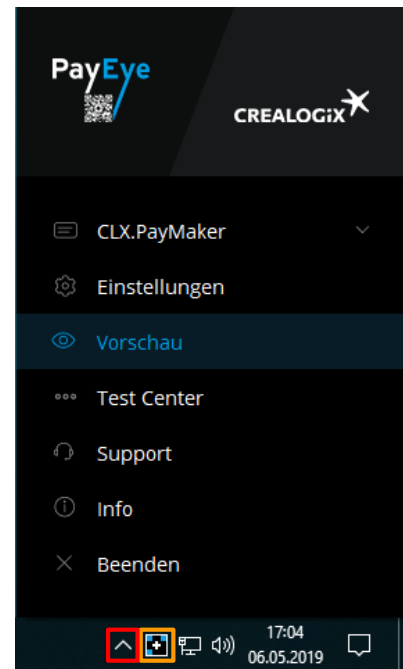 PayEye
CREALOGiX
CLX.PayMaker
Einstellungen
Vorschau
Test Center
Support
Info
Beenden
17:04
06.05.2019